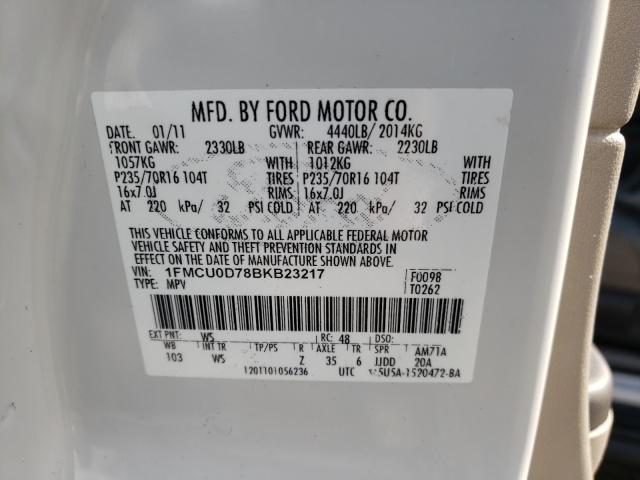 MFD. BY FORD MOTOR CO.
DATE: 01/11 GVWR: 4440LB/ 2014KG
FRONT GAWR: 2330LB REAR GAWR: 2230LB
1057KG WITH 1012KG WITH
P235/70R16 104T TIRES P235/70R16 104T TIRES
16x7.0J RIMS 16x7.0J RIMS
AT 220 kPa/ 32 PSI COLD AT 220 kPa/ 32 PSI COLD
THIS VEHICLE CONFORMS TO ALL APPLICABLE FEDERAL MOTOR
VEHICLE SAFETY AND THEFT PREVENTION STANDARDS IN
EFFECT ON THE DATE OF MANUFACTURE SHOWN ABOVE.
VIN: 1FMCU0D78BKB23217 F0098
TYPE: MPV T0262
EXT PNT: WS RC: 48 DSO:
WB INT TR TP/PS R AXLE TR SPR AM71A
103 WS Z 35 6 JJDD 20A
1201101056236 UTC 5U5A-1520472-BA